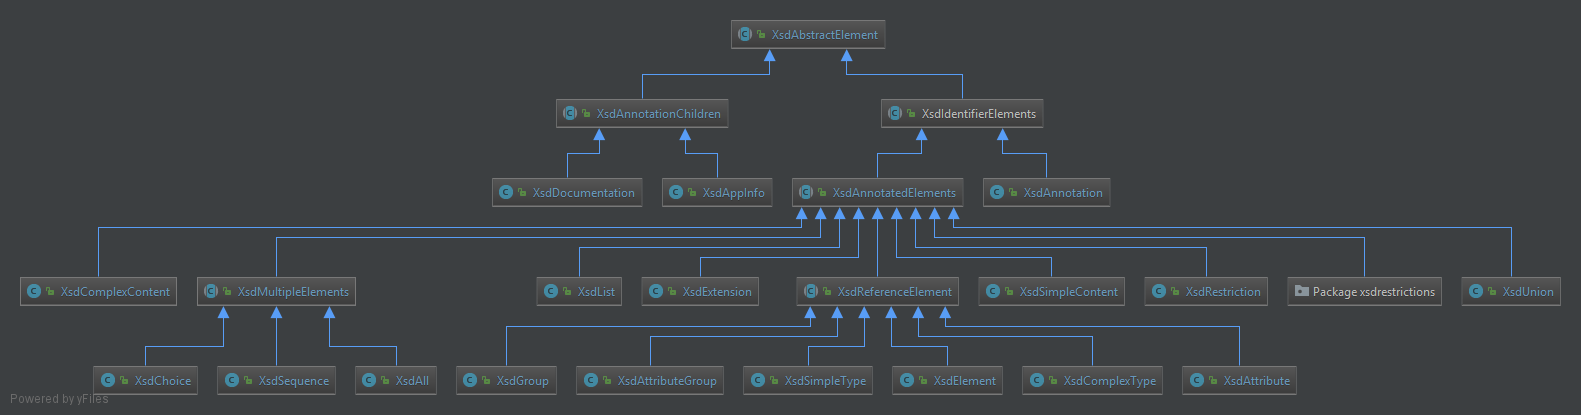 XsdAbstractElement
XsdAnnotationChildren
XsdIdentifierElements
XsdDocumentation
XsdAppInfo
XsdAnnotatedElements
XsdAnnotation
XsdComplexContent
XsdMultipleElements
XsdList
XsdExtension
XsdReferenceElement
XsdSimpleContent
XsdRestriction
Package xsdrestrictions
XsdUnion
XsdChoice
XsdSequence
XsdAll
XsdGroup
XsdAttributeGroup
XsdSimpleType
XsdElement
XsdComplexType
XsdAttribute
Powered by yFiles